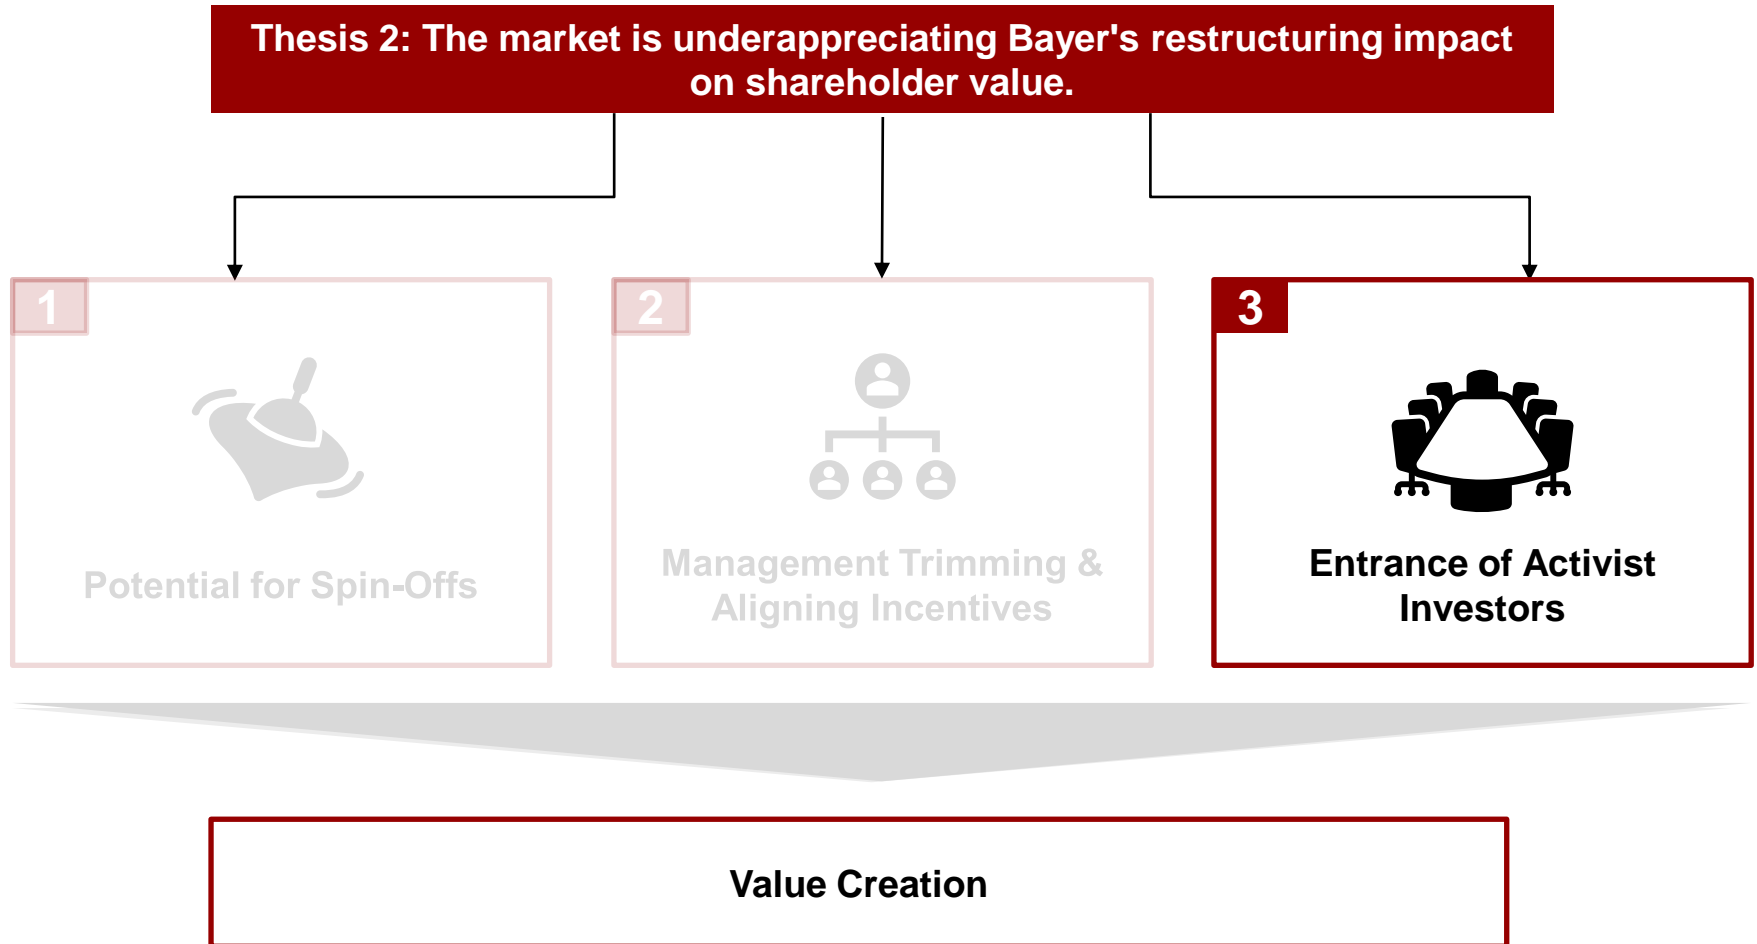 Thesis 2: The market is underappreciating Bayer's restructuring impact
on shareholder value.
1
Potential for Spin-Offs
2
Management Trimming &
Aligning Incentives
3
Entrance of Activist
Investors
Value Creation